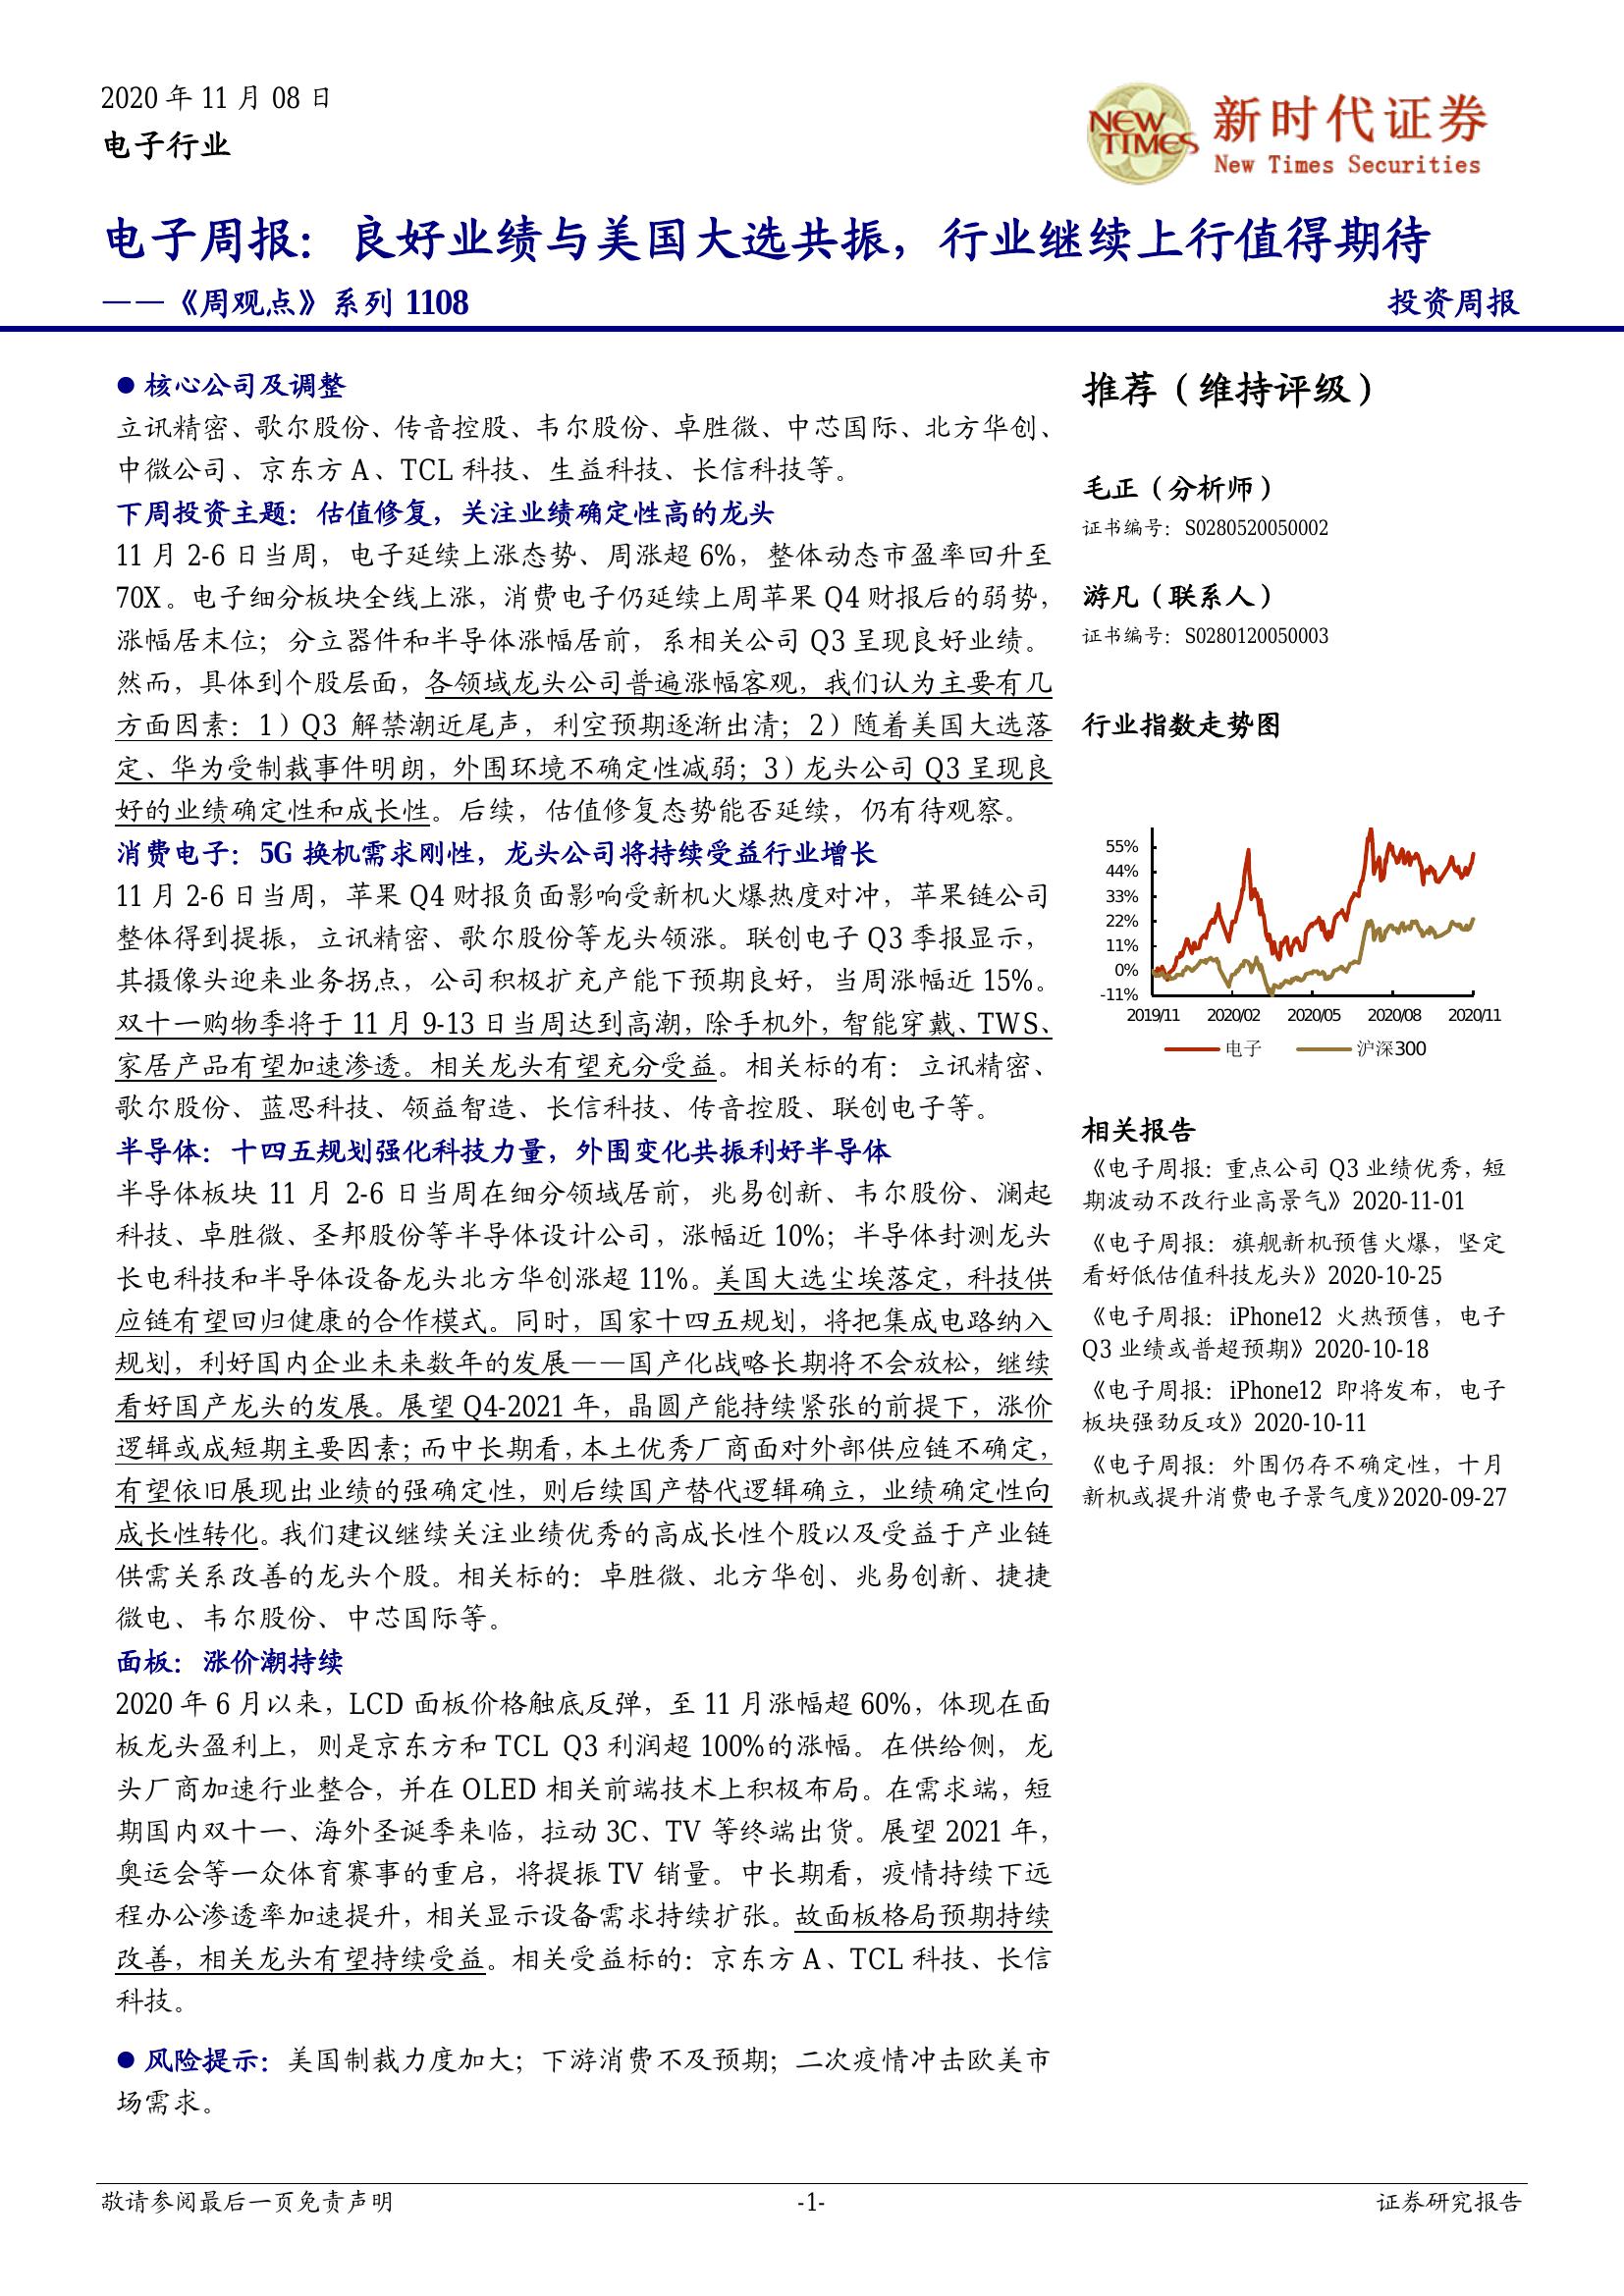 2020 年 11 月 08 日
电子行业
NEW
TIMES
新时代证券
New Times Securities
电子周报：良好业绩与美国大选共振，行业继续上行值得期待
——《周观点》系列 1108
投资周报
● 核心公司及调整
立讯精密、歌尔股份、传音控股、韦尔股份、卓胜微、中芯国际、北方华创、
中微公司、京东方 A、TCL 科技、生益科技、长信科技等。
下周投资主题：估值修复，关注业绩确定性高的龙头
11 月 2-6 日当周，电子延续上涨态势、周涨超 6%，整体动态市盈率回升至
70X。电子细分板块全线上涨，消费电子仍延续上周苹果 Q4 财报后的弱势，
涨幅居末位；分立器件和半导体涨幅居前，系相关公司 Q3 呈现良好业绩。
然而，具体到个股层面，各领域龙头公司普遍涨幅客观，我们认为主要有几
方面因素：1）Q3 解禁潮近尾声，利空预期逐渐出清；2）随着美国大选落
定、华为受制裁事件明朗，外围环境不确定性减弱；3）龙头公司 Q3 呈现良
好的业绩确定性和成长性。后续，估值修复态势能否延续，仍有待观察。
消费电子：5G 换机需求刚性，龙头公司将持续受益行业增长
11 月 2-6 日当周，苹果 Q4 财报负面影响受新机火爆热度对冲，苹果链公司
整体得到提振，立讯精密、歌尔股份等龙头领涨。联创电子 Q3 季报显示，
其摄像头迎来业务拐点，公司积极扩充产能下预期良好，当周涨幅近 15%。
双十一购物季将于 11 月 9-13 日当周达到高潮，除手机外，智能穿戴、TWS、
家居产品有望加速渗透。相关龙头有望充分受益。相关标的有：立讯精密、
歌尔股份、蓝思科技、领益智造、长信科技、传音控股、联创电子等。
半导体：十四五规划强化科技力量，外围变化共振利好半导体
半导体板块 11 月 2-6 日当周在细分领域居前，兆易创新、韦尔股份、澜起
科技、卓胜微、圣邦股份等半导体设计公司，涨幅近 10%；半导体封测龙头
长电科技和半导体设备龙头北方华创涨超 11%。美国大选尘埃落定，科技供
应链有望回归健康的合作模式。同时，国家十四五规划，将把集成电路纳入
规划，利好国内企业未来数年的发展——国产化战略长期将不会放松，继续
看好国产龙头的发展。展望 Q4-2021 年，晶圆产能持续紧张的前提下，涨价
逻辑或成短期主要因素；而中长期看，本土优秀厂商面对外部供应链不确定，
有望依旧展现出业绩的强确定性，则后续国产替代逻辑确立，业绩确定性向
成长性转化。我们建议继续关注业绩优秀的高成长性个股以及受益于产业链
供需关系改善的龙头个股。相关标的：卓胜微、北方华创、兆易创新、捷捷
微电、韦尔股份、中芯国际等。
面板：涨价潮持续
2020 年 6 月以来，LCD 面板价格触底反弹，至 11 月涨幅超 60%，体现在面
板龙头盈利上，则是京东方和 TCL Q3 利润超 100%的涨幅。在供给侧，龙
头厂商加速行业整合，并在 OLED 相关前端技术上积极布局。在需求端，短
期国内双十一、海外圣诞季来临，拉动 3C、TV 等终端出货。展望 2021 年，
奥运会等一众体育赛事的重启，将提振 TV 销量。中长期看，疫情持续下远
程办公渗透率加速提升，相关显示设备需求持续扩张。故面板格局预期持续
改善，相关龙头有望持续受益。相关受益标的：京东方 A、TCL 科技、长信
科技。
● 风险提示：美国制裁力度加大；下游消费不及预期；二次疫情冲击欧美市
场需求。
推荐（维持评级）
毛正（分析师）
证书编号：S0280520050002
游凡（联系人）
证书编号：S0280120050003
行业指数走势图
55%
44%
33%
22%
11%
0%
-11%
2019/11 2020/02 2020/05 2020/08 2020/11
电子 沪深300
相关报告
《电子周报：重点公司 Q3 业绩优秀，短
期波动不改行业高景气》2020-11-01
《电子周报：旗舰新机预售火爆，坚定
看好低估值科技龙头》2020-10-25
《电子周报：iPhone12 火热预售，电子
Q3 业绩或普超预期》2020-10-18
《电子周报：iPhone12 即将发布，电子
板块强劲反攻》2020-10-11
《电子周报：外围仍存不确定性，十月
新机或提升消费电子景气度》2020-09-27
敬请参阅最后一页免责声明
-1-
证券研究报告